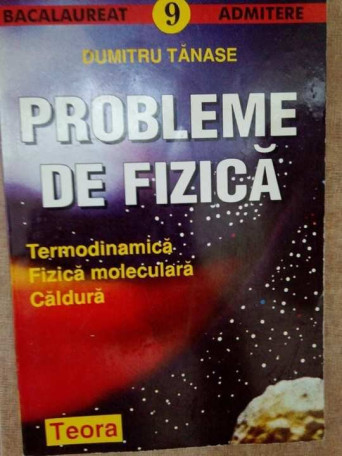 BACALAUREAT 9 ADMITERE
DUMITRU TĂNASE
PROBLEME
DE FIZICĂ
Termodinamică
Fizică moleculară
Căldură
Teora